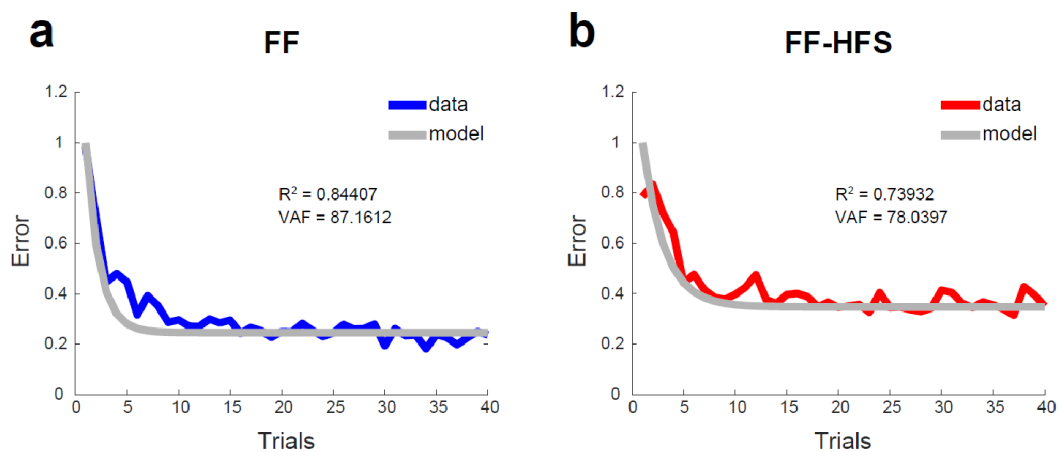 a
FF
1.2
1
0.8
0.6
0.4
0.2
0
Error
data
model
R² = 0.84407
VAF = 87.1612
0 5 10 15 20 25 30 35 40
Trials
b
FF-HFS
1.2
1
0.8
0.6
0.4
0.2
0
Error
data
model
R² = 0.73932
VAF = 78.0397
0 5 10 15 20 25 30 35 40
Trials